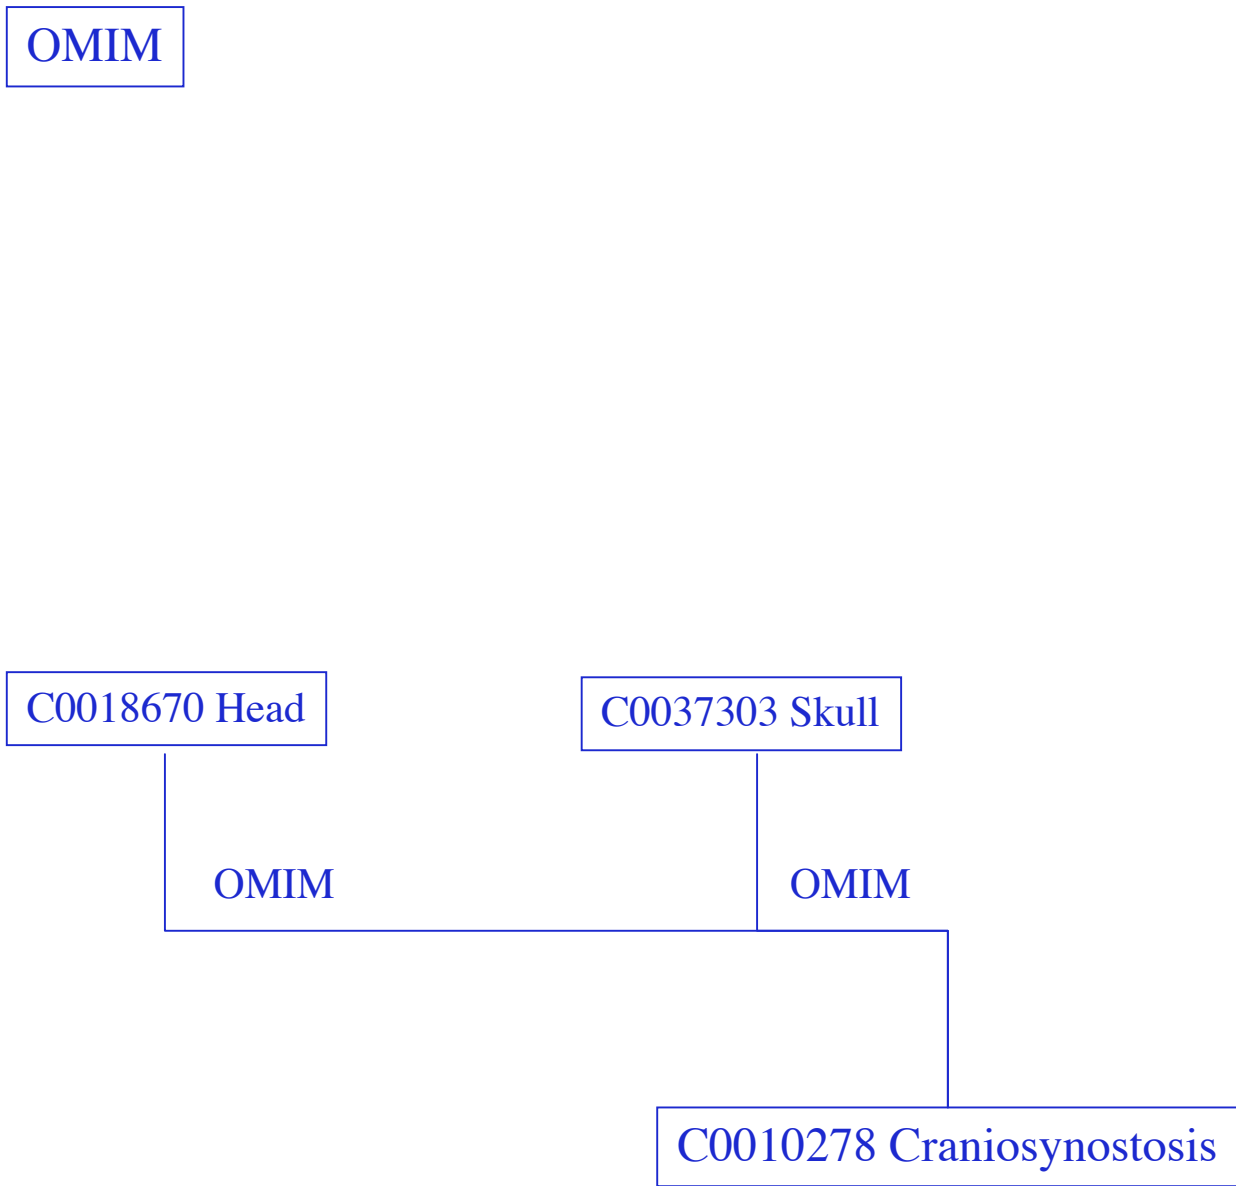 OMIM
C0018670 Head
C0037303 Skull
OMIM
OMIM
C0010278 Craniosynostosis